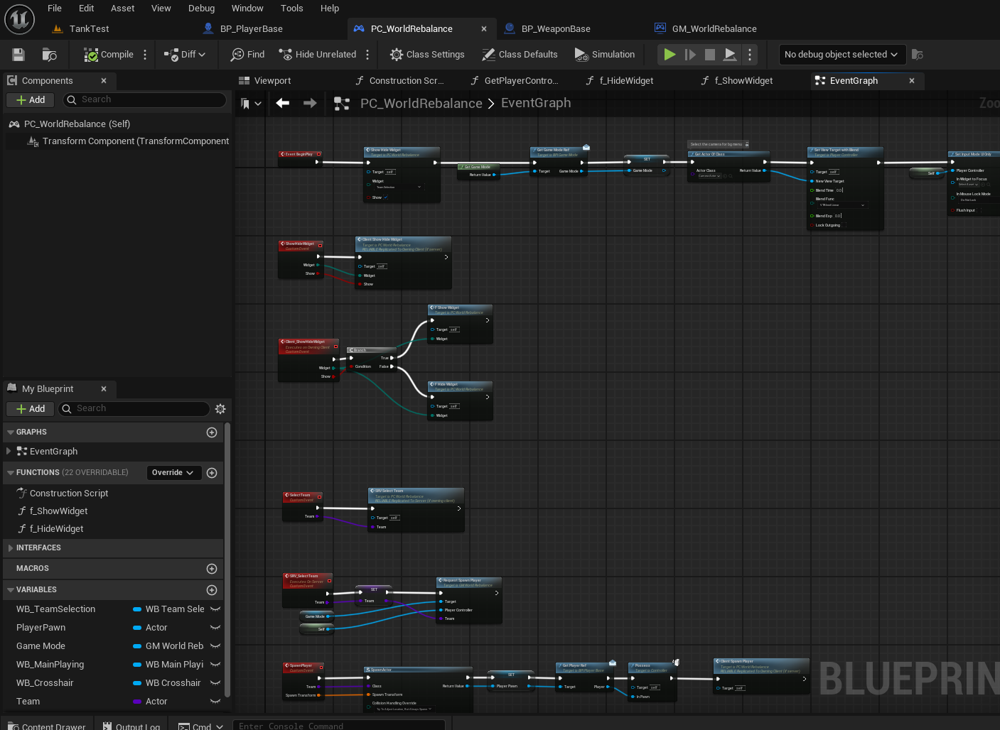 File Edit Asset View Debug Window Tools Help
TankTest BP_PlayerBase PC_WorldRebalance BP_WeaponBase GM_WorldRebalance
Compile Diff Find Hide Unrelated Class Settings Class Defaults Simulation No debug object selected
Components
Viewport Construction Scr... GetPlayerContro... f_HideWidget f_ShowWidget EventGraph
Add Search
PC_WorldRebalance > EventGraph Zoo
PC_WorldRebalance (Self)
Transform Component (TransformComponent
Event BeginPlay
Show Hide Widget
Target is PC World Rebalance
Target self
Widget
Team Selection
Show
Get Game Mode
Return Value
Get Game Mode Ref
Target is BPI Game Mode
Target Game Mode
SET
Game Mode
Select the camera for bg menu
Get Actor Of Class
Actor Class Return Value
Camera Actor
Set View Target with Blend
Target is Player Controller
Target self
New View Target
Blend Time 0.0
Blend Func
VTBlend Linear
Blend Exp 0.0
Lock Outgoing
Self
Set Input Mode UI Only
Player Controller
In Widget to Focus
Select Asset
In Mouse Lock Mode
Do Not Lock
Flush Input
ShowHideWidget
Custom Event
Widget
Show
Client Show Hide Widget
Target is PC World Rebalance
RELIABLE Replicated To Owning Client (if server)
Target self
Widget
Show
Client_ShowHideWidget
Executes on Owning Client
Custom Event
Widget
Show
Branch
True
Condition False
F Show Widget
Target is PC World Rebalance
Target self
Widget
F Hide Widget
Target is PC World Rebalance
Target self
Widget
My Blueprint
Add Search
GRAPHS
EventGraph
FUNCTIONS (22 OVERRIDABLE) Override
Construction Script
f_ShowWidget
f_HideWidget
INTERFACES
MACROS
VARIABLES
WB_TeamSelection WB Team Sele
PlayerPawn Actor
Game Mode GM World Reb
WB_MainPlaying WB Main Playi
WB_Crosshair WB Crosshair
Team Actor
SelectTeam
Custom Event
Team
SRV Select Team
Target is PC World Rebalance
RELIABLE Replicated To Server (if owning client)
Target self
Team
SRV_SelectTeam
Executes On Server
Custom Event
Team
SET
Team
Game Mode
Self
Request Spawn Player
Target is GM World Rebalance
Target
Player Controller
Team
SpawnPlayer
Custom Event
Team
Spawn Transform
SpawnActor
Class Return Value
Spawn Transform
Collision Handling Override
Try To Adjust Location, But Always Spawn
SET
Player Pawn
Get Player Ref
Target is BPI Player Base
Target Player
Possess
Target is Controller
Target self
In Pawn
Client Spawn Player
Target is PC World Rebalance
RELIABLE Replicated To Owning Client (if server)
Target self
BLUEPRIN
Content Drawer Output Log Cmd Enter Console Command